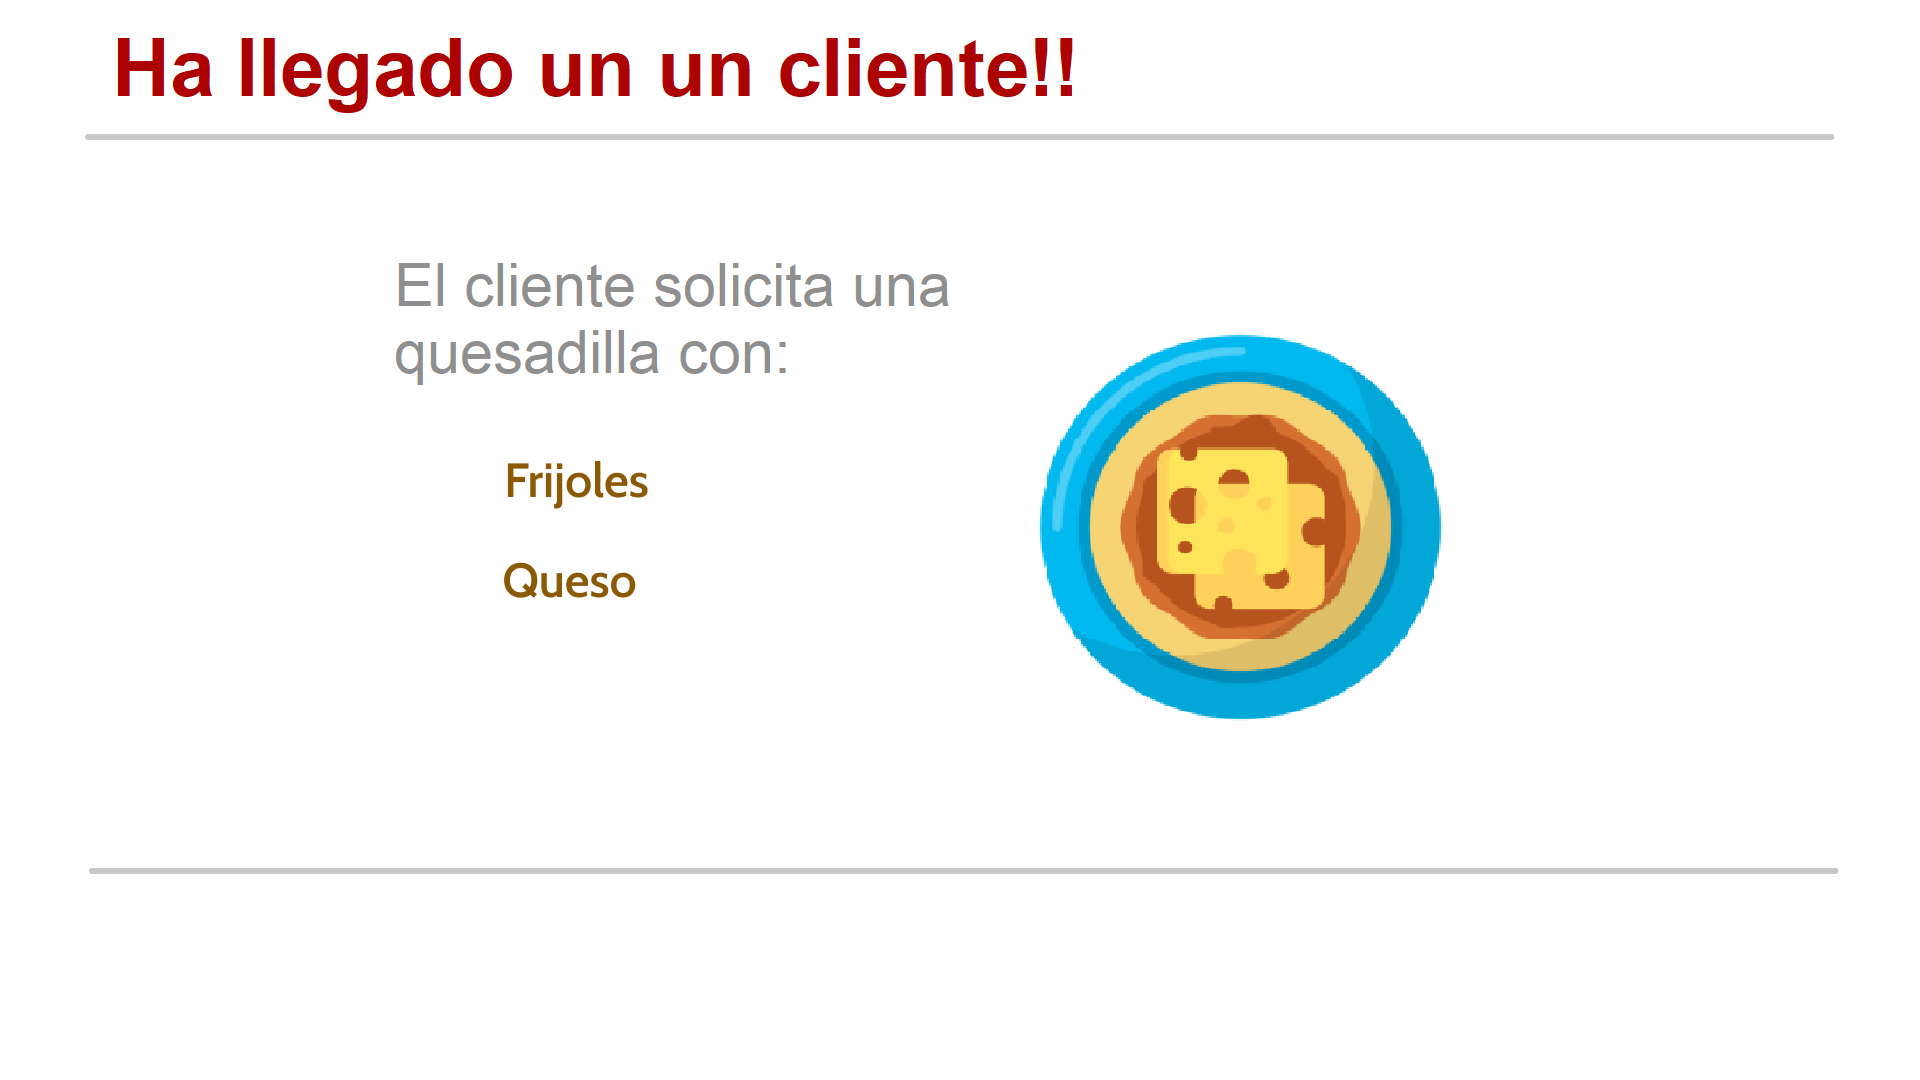 Ha llegado un un cliente!!
El cliente solicita una
quesadilla con:
Frijoles
Queso